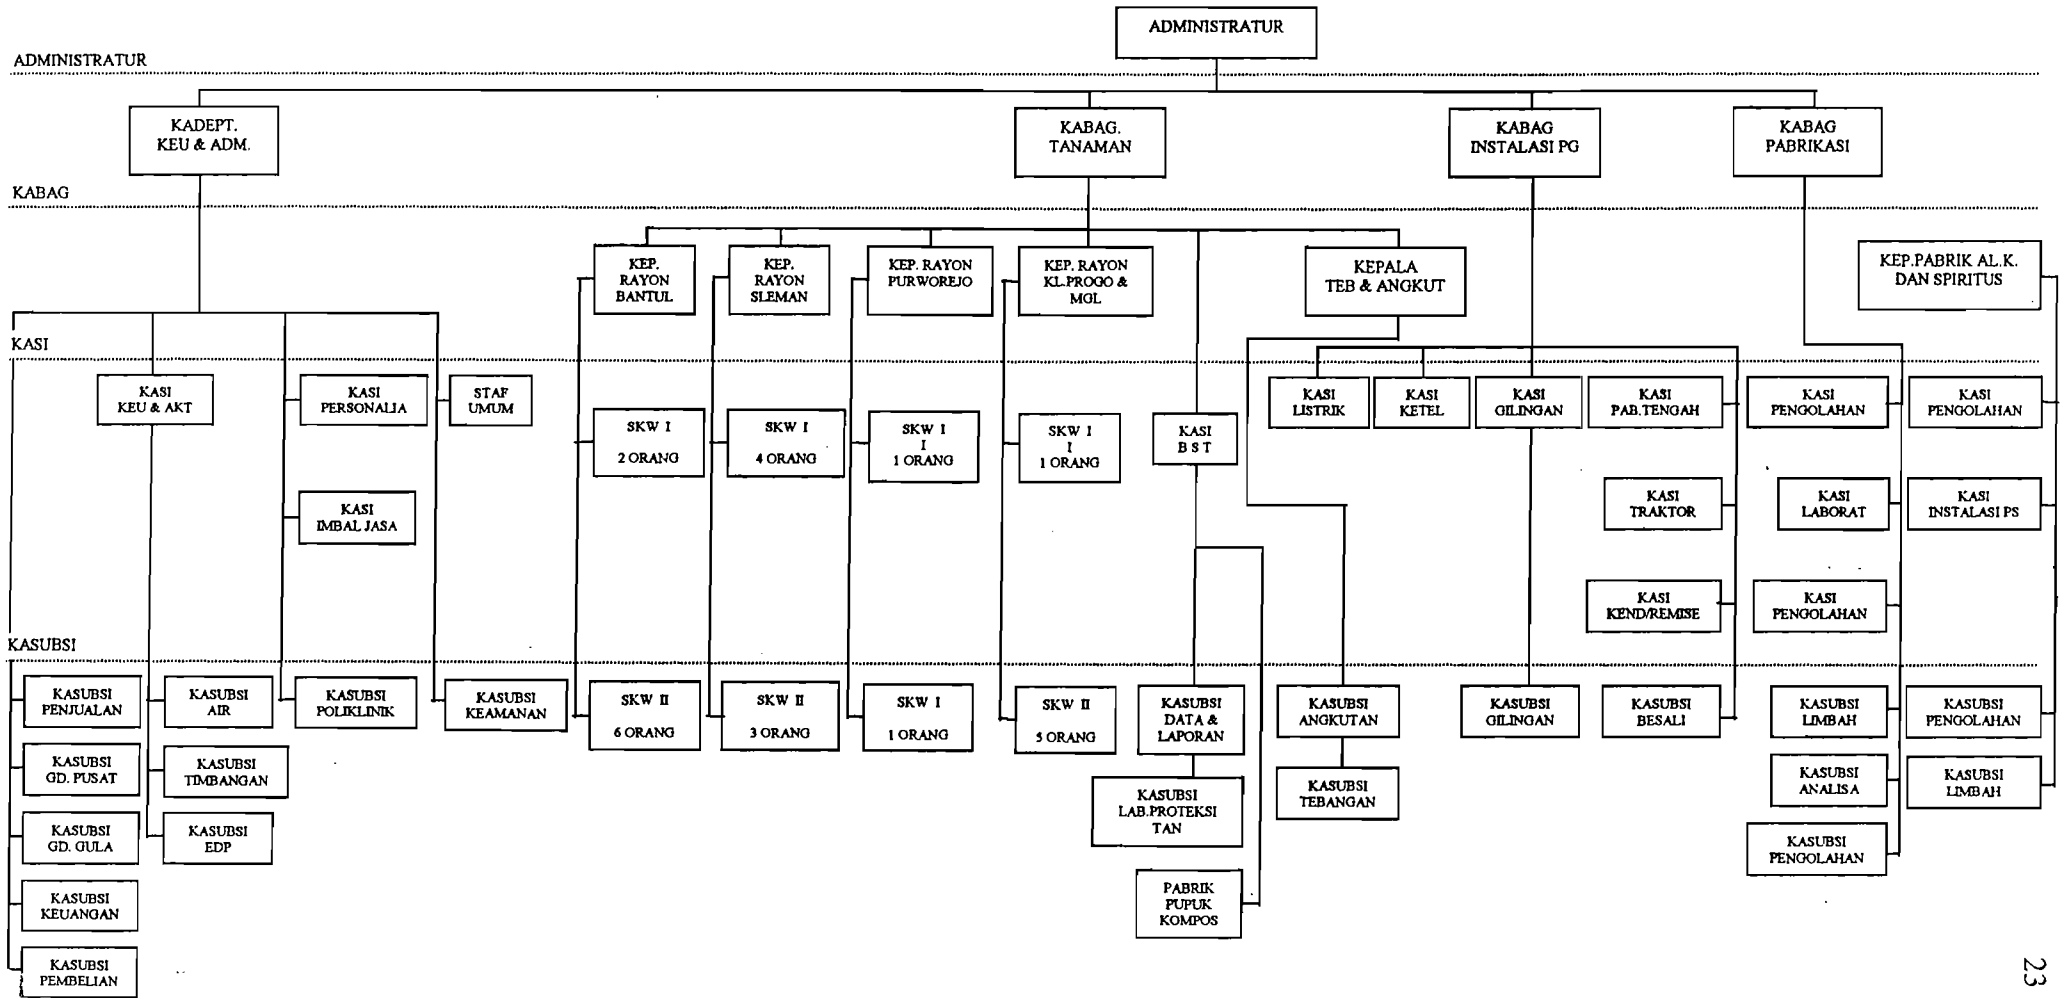 ADMINISTRATUR
ADMINISTRATUR
KADEPT.
KEU & ADM.
KABAG.
TANAMAN
KABAG
INSTALASI PG
KABAG
PABRIKASI
KABAG
KEP.
RAYON
BANTUL
KEP.
RAYON
SLEMAN
KEP. RAYON
PURWOREJO
KEP. RAYON
KL.PROGO &
MGL
KEPALA
TEB & ANGKUT
KEP.PABRIK AL.K.
DAN SPIRITUS
KASI
KASI
KEU & AKT
KASI
PERSONALIA
STAF
UMUM
KASI
LISTRIK
KASI
KETEL
KASI
GILINGAN
KASI
PAB.TENGAH
KASI
PENGOLAHAN
KASI
PENGOLAHAN
SKW I
2 ORANG
SKW I
4 ORANG
SKW I
I
1 ORANG
SKW I
I
1 ORANG
KASI
B S T
KASI
IMBAL JASA
KASI
TRAKTOR
KASI
LABORAT
KASI
INSTALASI PS
KASI
KEND/REMISE
KASI
PENGOLAHAN
KASUBSI
KASUBSI
PENJUALAN
KASUBSI
AIR
KASUBSI
POLIKLINIK
KASUBSI
KEAMANAN
SKW II
6 ORANG
SKW II
3 ORANG
SKW I
1 ORANG
SKW II
5 ORANG
KASUBSI
DATA &
LAPORAN
KASUBSI
ANGKUTAN
KASUBSI
GILINGAN
KASUBSI
BESALI
KASUBSI
LIMBAH
KASUBSI
PENGOLAHAN
KASUBSI
GD. PUSAT
KASUBSI
TIMBANGAN
KASUBSI
LAB.PROTEKSI
TAN
KASUBSI
TEBANGAN
KASUBSI
ANALISA
KASUBSI
LIMBAH
KASUBSI
GD. GULA
KASUBSI
EDP
KASUBSI
PENGOLAHAN
KASUBSI
KEUANGAN
PABRIK
PUPUK
KOMPOS
KASUBSI
PEMBELIAN
23